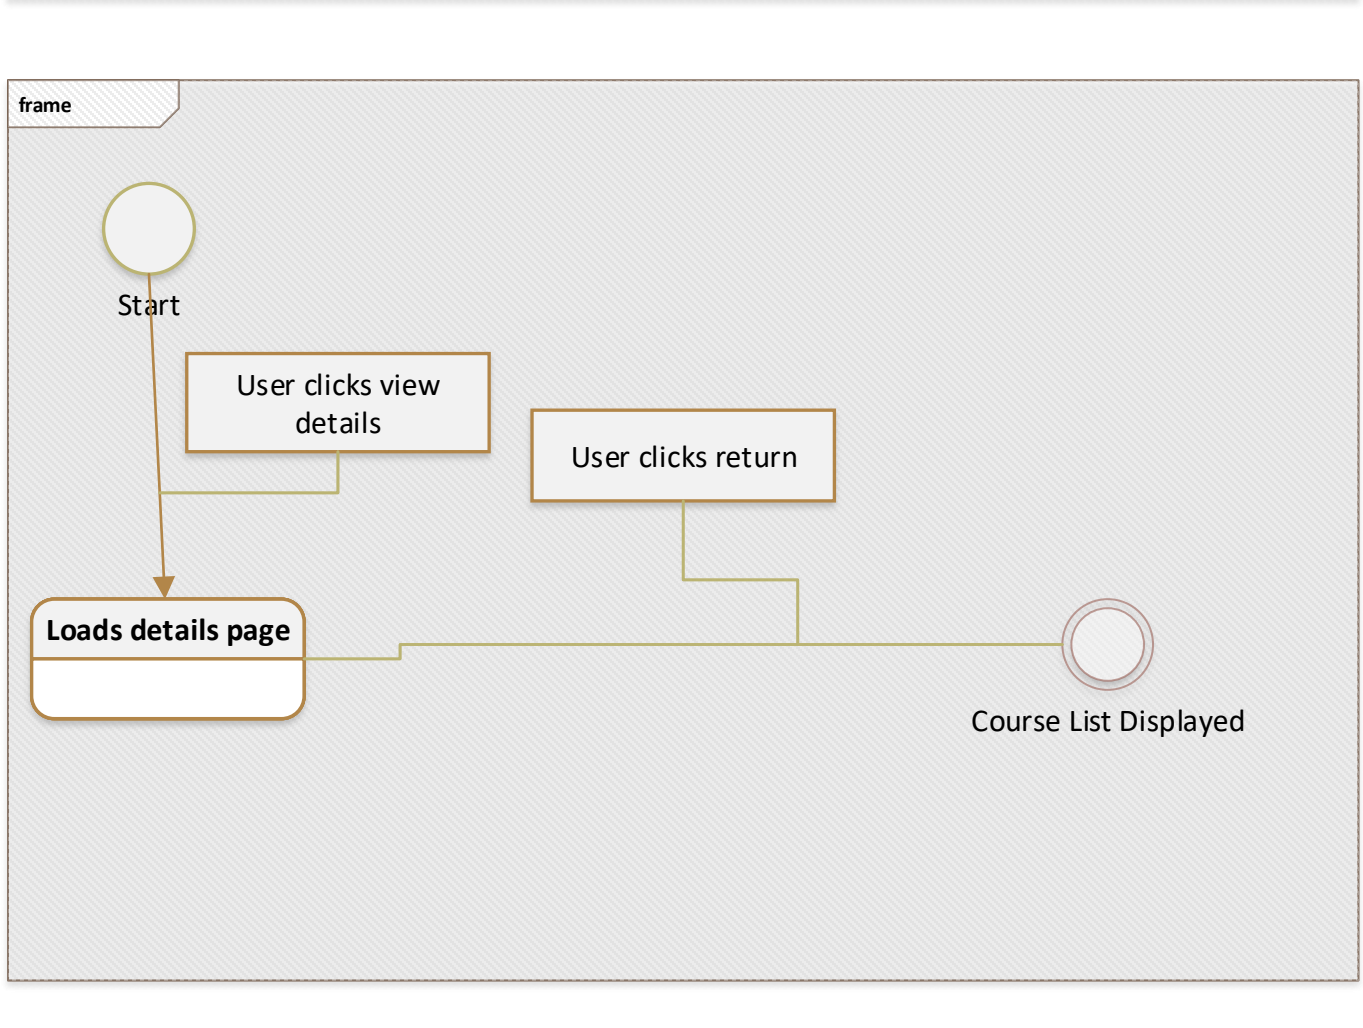 frame
Start
User clicks view
details
User clicks return
Loads details page
Course List Displayed